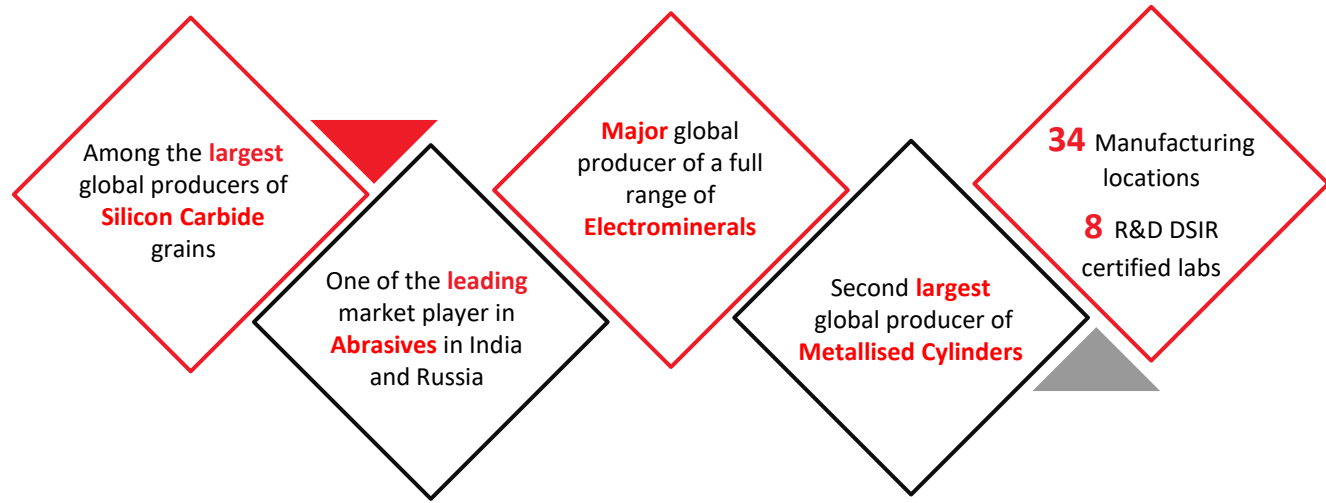 Among the largest
global producers of
Silicon Carbide
grains
One of the leading
market player in
Abrasives in India
and Russia
Major global
producer of a full
range of
Electrominerals
Second largest
global producer of
Metallised Cylinders
34 Manufacturing
locations
8 R&D DSIR
certified labs